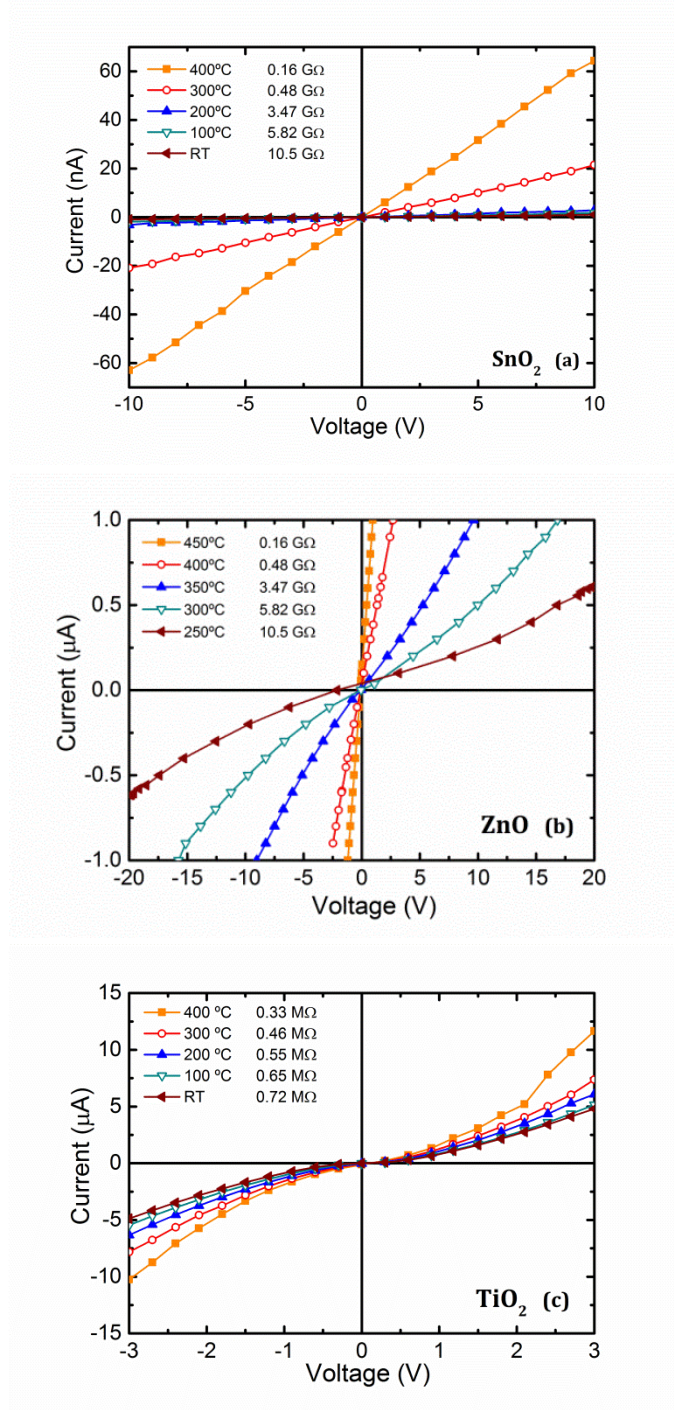 60
40
20
0
-20
-40
-60
Current (nA)
400ºC 0.16 GΩ
300ºC 0.48 GΩ
200ºC 3.47 GΩ
100ºC 5.82 GΩ
RT 10.5 GΩ
SnO₂ (a)
-10 -5 0 5 10
Voltage (V)
1.0
0.5
0.0
-0.5
-1.0
Current (μA)
450ºC 0.16 GΩ
400ºC 0.48 GΩ
350ºC 3.47 GΩ
300ºC 5.82 GΩ
250ºC 10.5 GΩ
ZnO (b)
-20 -15 -10 -5 0 5 10 15 20
Voltage (V)
15
10
5
0
-5
-10
-15
Current (μA)
400 ºC 0.33 MΩ
300 ºC 0.46 MΩ
200 ºC 0.55 MΩ
100 ºC 0.65 MΩ
RT 0.72 MΩ
TiO₂ (c)
-3 -2 -1 0 1 2 3
Voltage (V)